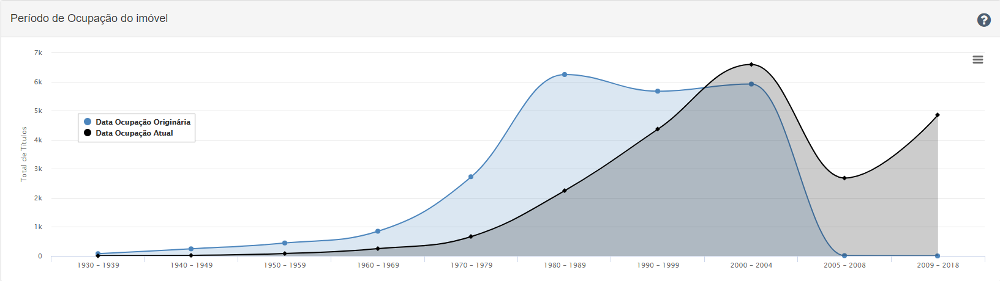 Período de Ocupação do imóvel
?
7k
6k
5k
4k
3k
2k
1k
0
Total de Títulos
Data Ocupação Originária
Data Ocupação Atual
1930 – 1939
1940 – 1949
1950 – 1959
1960 – 1969
1970 – 1979
1980 – 1989
1990 – 1999
2000 – 2004
2005 – 2008
2009 – 2018